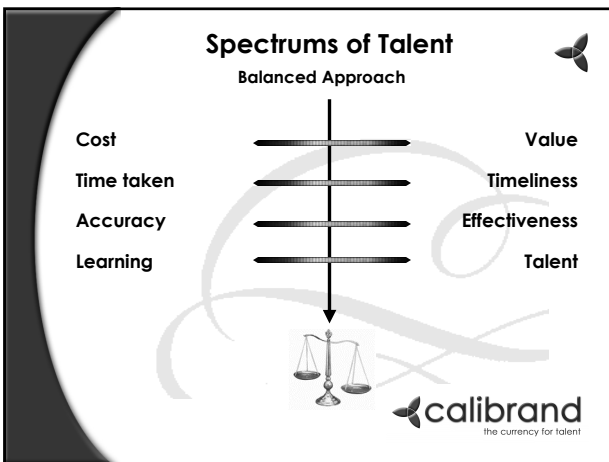 Spectrums of Talent
Balanced Approach
Cost Value
Time taken Timeliness
Accuracy Effectiveness
Learning Talent
calibrand
the currency for talent